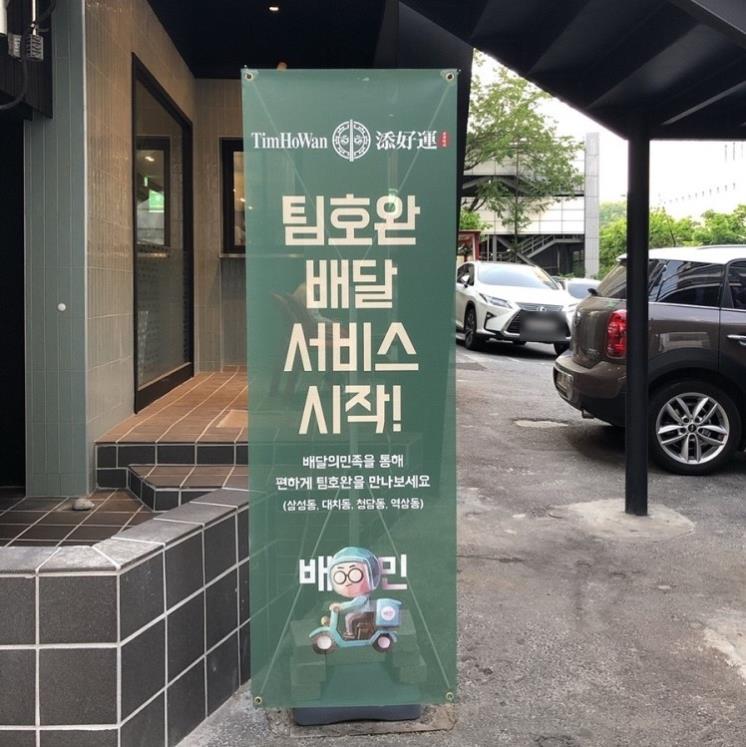 TimHoWan 添好運
팀호완
배달
서비스
시작!
배달의민족을 통해
편하게 팀호완을 만나보세요
(삼성동, 대치동, 청담동, 역삼동)
배 민